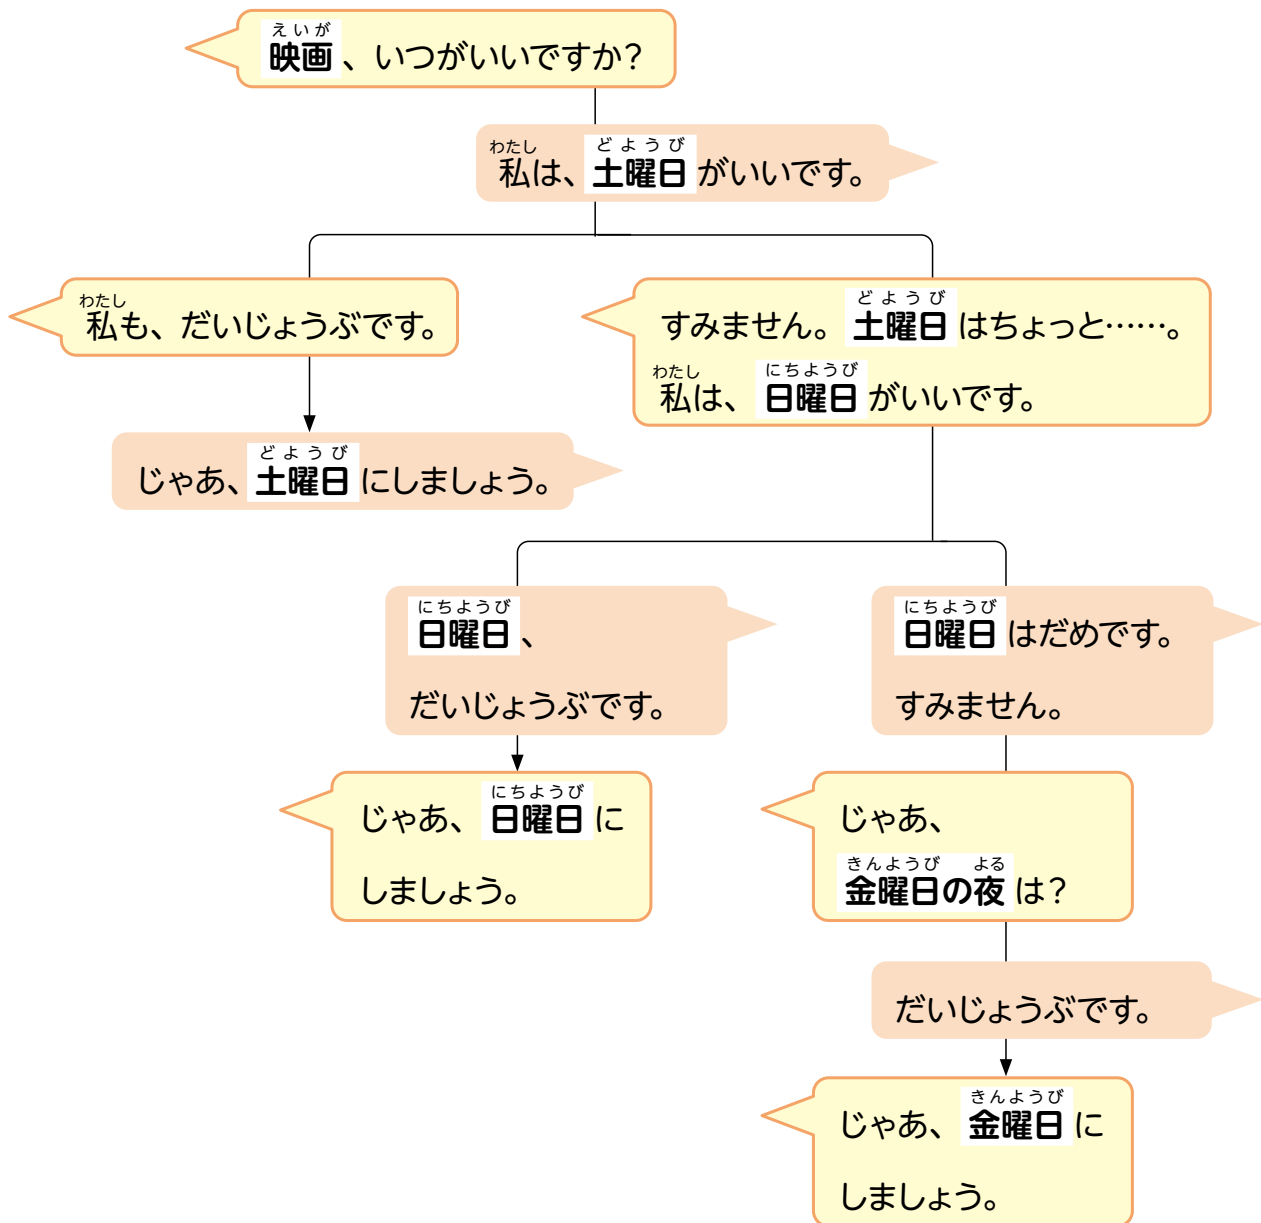 えいが
映画、いつがいいですか？
わたし どようび
私は、土曜日がいいです。
わたし
私も、だいじょうぶです。
どようび
じゃあ、土曜日にしましょう。
どようび
すみません。土曜日はちょっと……。
わたし にちようび
私は、日曜日がいいです。
にちようび
日曜日、
だいじょうぶです。
にちようび
じゃあ、日曜日に
しましょう。
にちようび
日曜日はだめです。
すみません。
じゃあ、
きんようび よる
金曜日の夜は？
だいじょうぶです。
きんようび
じゃあ、金曜日に
しましょう。